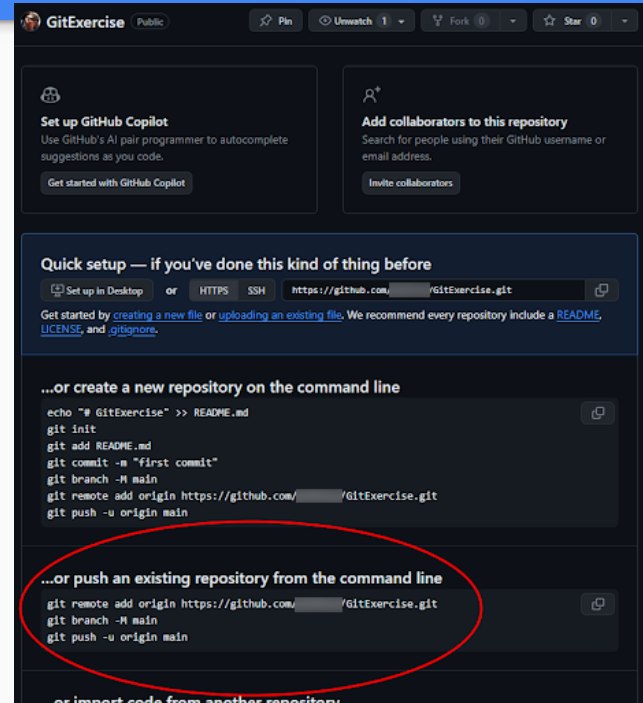 GitExercise Public Pin Unwatch 1 Fork 0 Star 0
Set up GitHub Copilot
Use GitHub's AI pair programmer to autocomplete
suggestions as you code.
Get started with GitHub Copilot
Add collaborators to this repository
Search for people using their GitHub username or
email address.
Invite collaborators
Quick setup — if you've done this kind of thing before
Set up in Desktop or HTTPS SSH https://github.com/ /GitExercise.git
Get started by creating a new file or uploading an existing file. We recommend every repository include a README,
LICENSE, and .gitignore.
...or create a new repository on the command line
echo "# GitExercise" >> README.md
git init
git add README.md
git commit -m "first commit"
git branch -M main
git remote add origin https://github.com/ /GitExercise.git
git push -u origin main
...or push an existing repository from the command line
git remote add origin https://github.com/ /GitExercise.git
git branch -M main
git push -u origin main
...or import code from another repository